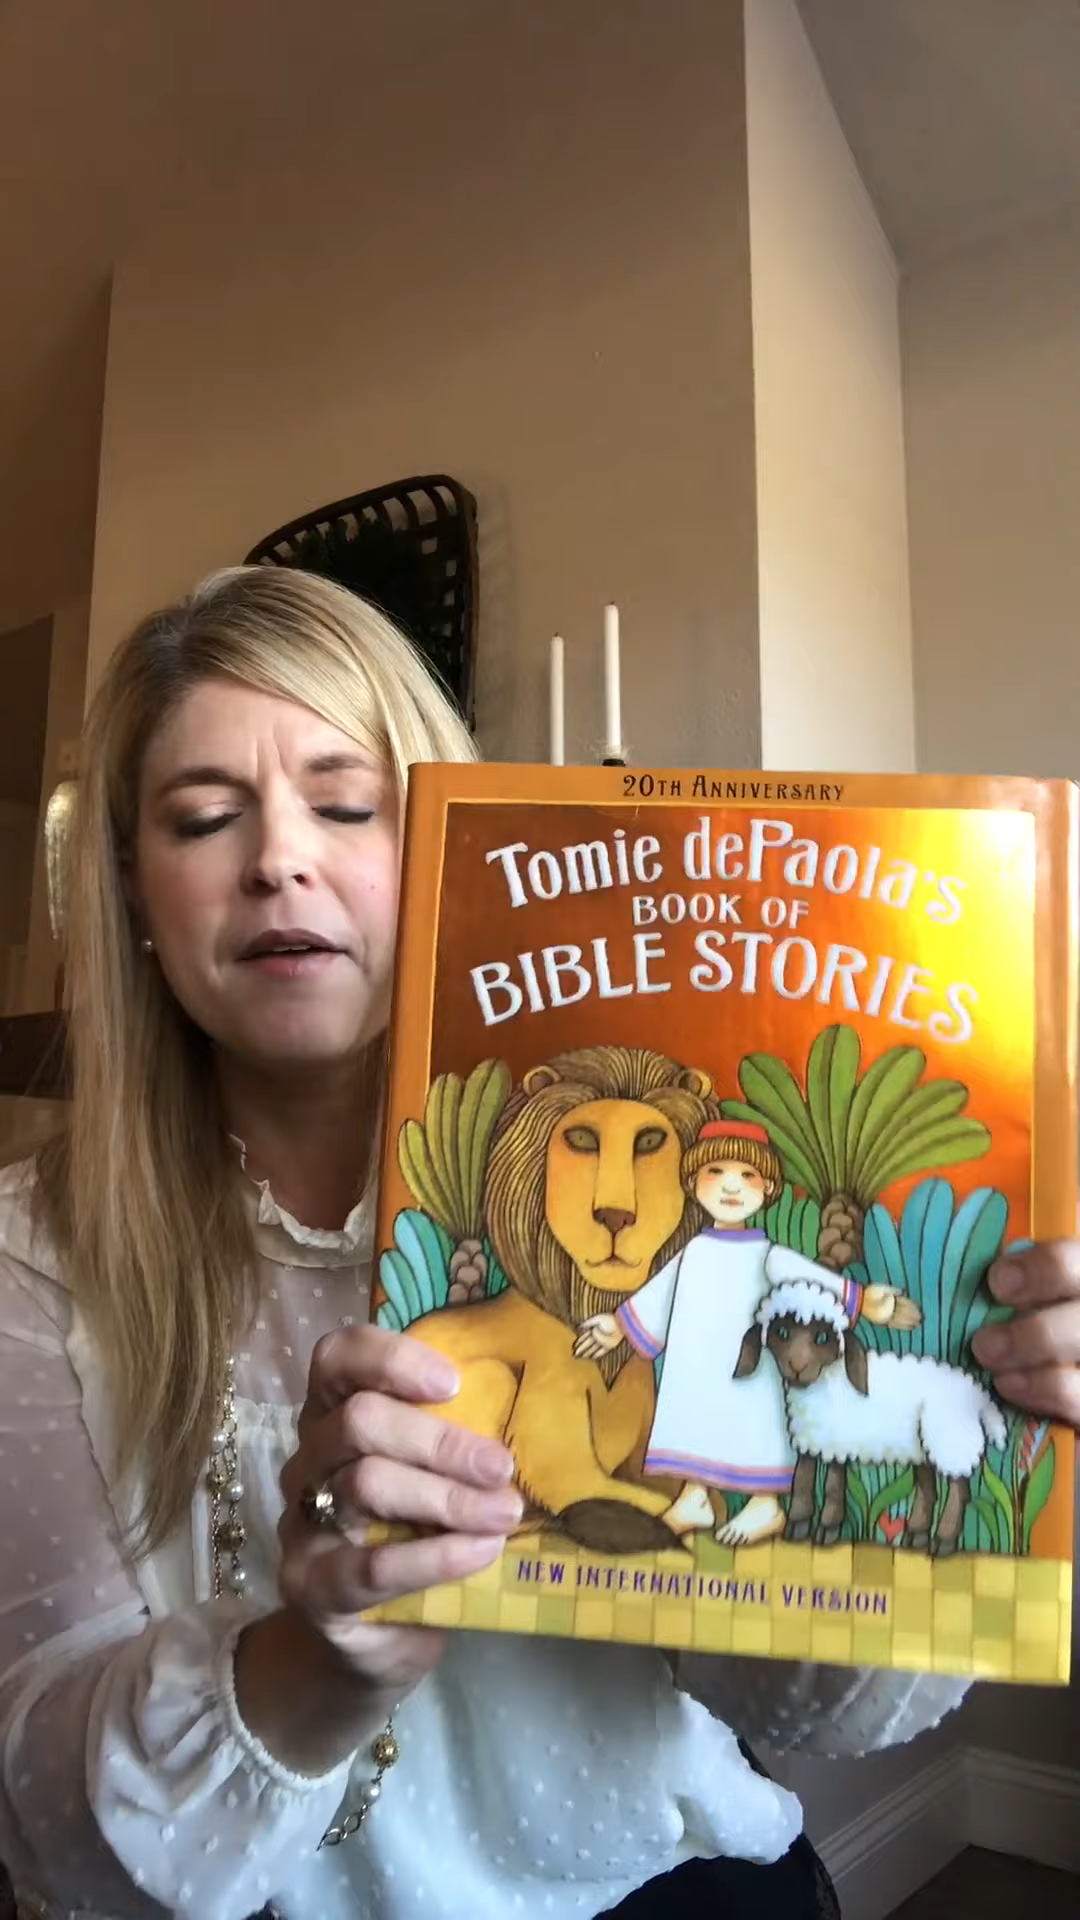 20TH ANNIVERSARY
Tomie dePaola's
BOOK OF
BIBLE STORIES
NEW INTERNATIONAL VERSION